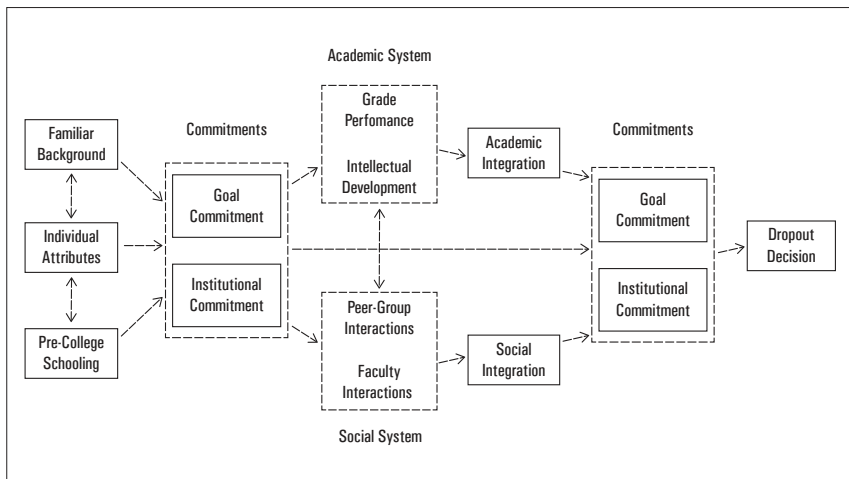 Academic System
Familiar
Background
Individual
Attributes
Pre-College
Schooling
Commitments
Goal
Commitment
Institutional
Commitment
Grade
Perfomance
Intellectual
Development
Peer-Group
Interactions
Faculty
Interactions
Social System
Academic
Integration
Social
Integration
Commitments
Goal
Commitment
Institutional
Commitment
Dropout
Decision